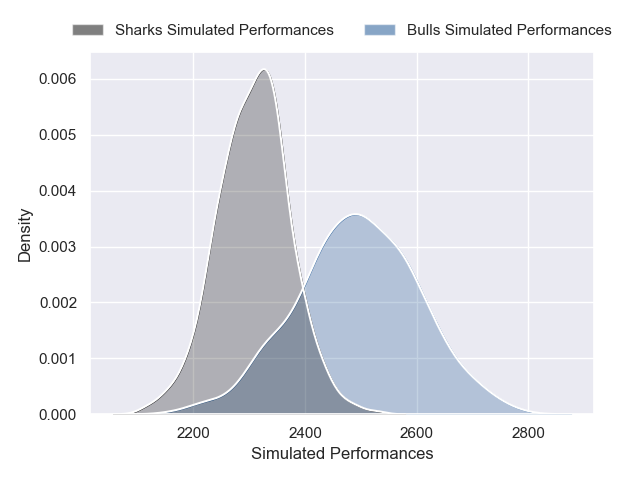 Sharks Simulated Performances Bulls Simulated Performances
0.006
0.005
0.004
0.003
0.002
0.001
0.000
Density
2200 2400 2600 2800
Simulated Performances